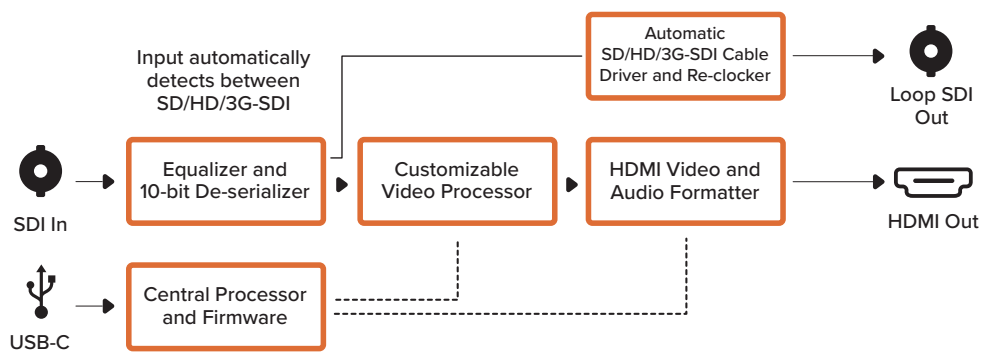 Input automatically
detects between
SD/HD/3G-SDI
Automatic
SD/HD/3G-SDI Cable
Driver and Re-clocker
Loop SDI
Out
SDI In
Equalizer and
10-bit De-serializer
Customizable
Video Processor
HDMI Video and
Audio Formatter
HDMI Out
USB-C
Central Processor
and Firmware